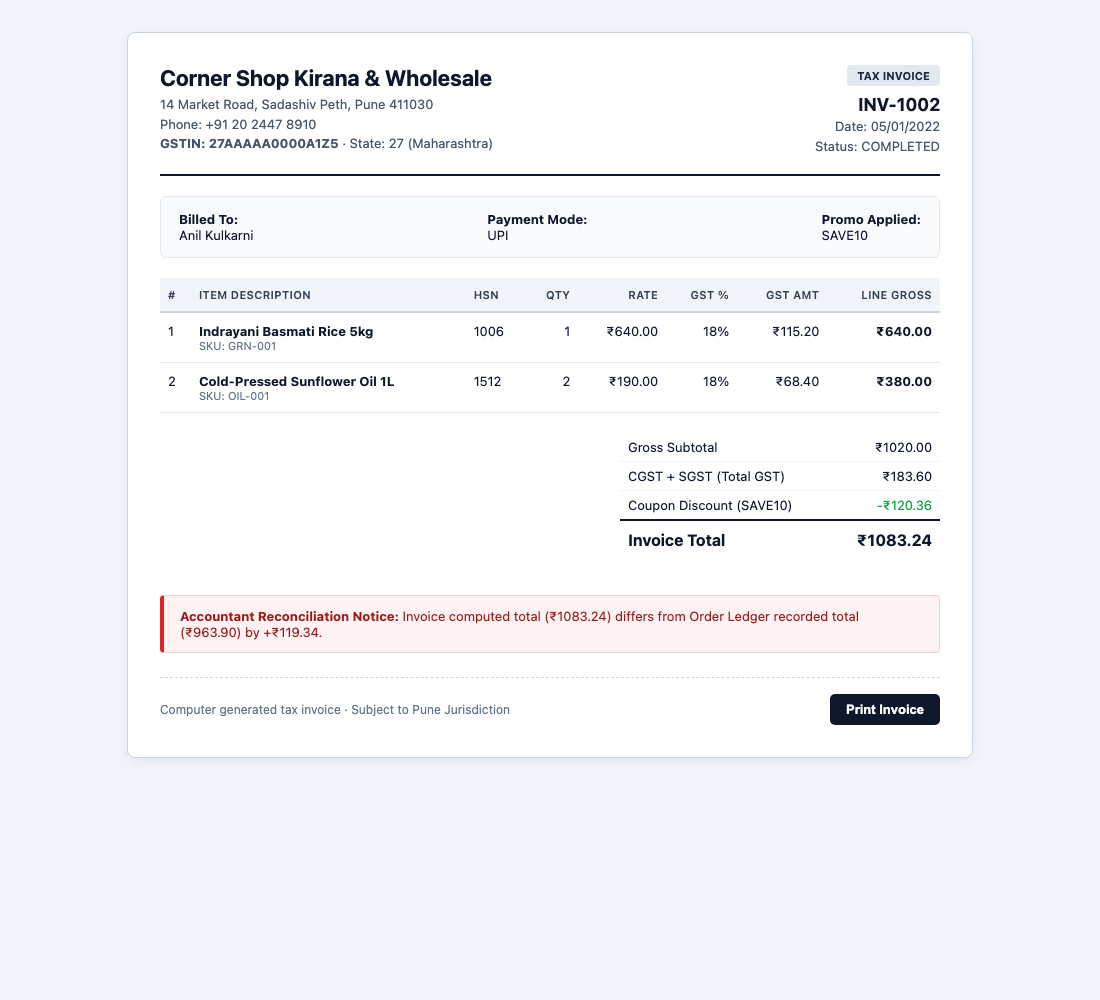 Corner Shop Kirana & Wholesale
14 Market Road, Sadashiv Peth, Pune 411030
Phone: +91 20 2447 8910
GSTIN: 27AAAAA0000A1Z5 · State: 27 (Maharashtra)
TAX INVOICE
INV-1002
Date: 05/01/2022
Status: COMPLETED
Billed To:
Anil Kulkarni
Payment Mode:
UPI
Promo Applied:
SAVE10
# ITEM DESCRIPTION HSN QTY RATE GST % GST AMT LINE GROSS
1 Indrayani Basmati Rice 5kg 1006 1 ₹640.00 18% ₹115.20 ₹640.00
SKU: GRN-001
2 Cold-Pressed Sunflower Oil 1L 1512 2 ₹190.00 18% ₹68.40 ₹380.00
SKU: OIL-001
Gross Subtotal ₹1020.00
CGST + SGST (Total GST) ₹183.60
Coupon Discount (SAVE10) -₹120.36
Invoice Total ₹1083.24
Accountant Reconciliation Notice: Invoice computed total (₹1083.24) differs from Order Ledger recorded total
(₹963.90) by +₹119.34.
Computer generated tax invoice · Subject to Pune Jurisdiction
Print Invoice